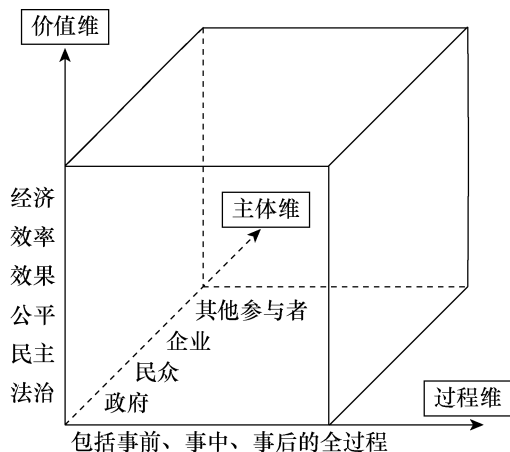 价值维
经济
效率
效果
公平
民主
法治
主体维
其他参与者
企业
民众
政府
过程维
包括事前、事中、事后的全过程